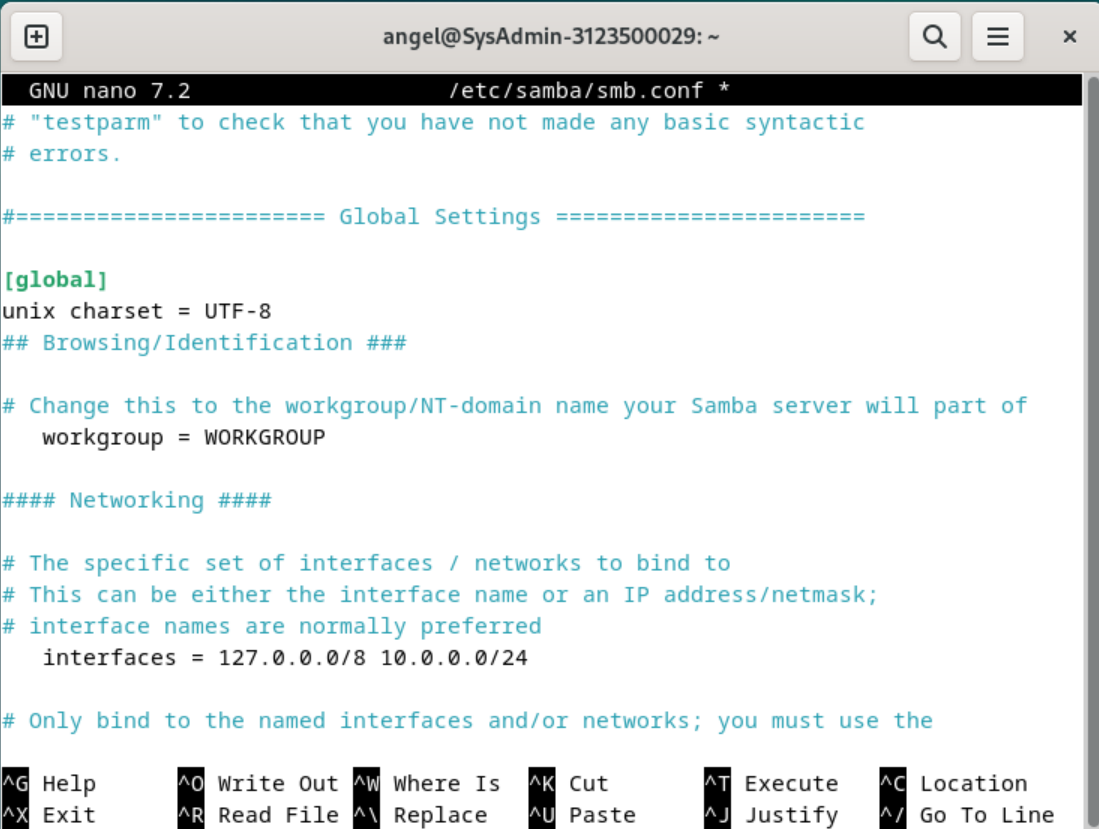 angel@SysAdmin-3123500029: ~
GNU nano 7.2 /etc/samba/smb.conf *
# "testparm" to check that you have not made any basic syntactic
# errors.
#======================= Global Settings =======================
[global]
unix charset = UTF-8
## Browsing/Identification ###
# Change this to the workgroup/NT-domain name your Samba server will part of
workgroup = WORKGROUP
#### Networking ####
# The specific set of interfaces / networks to bind to
# This can be either the interface name or an IP address/netmask;
# interface names are normally preferred
interfaces = 127.0.0.0/8 10.0.0.0/24
# Only bind to the named interfaces and/or networks; you must use the
^G Help ^O Write Out ^W Where Is ^K Cut ^T Execute ^C Location
^X Exit ^R Read File ^\ Replace ^U Paste ^J Justify ^/ Go To Line